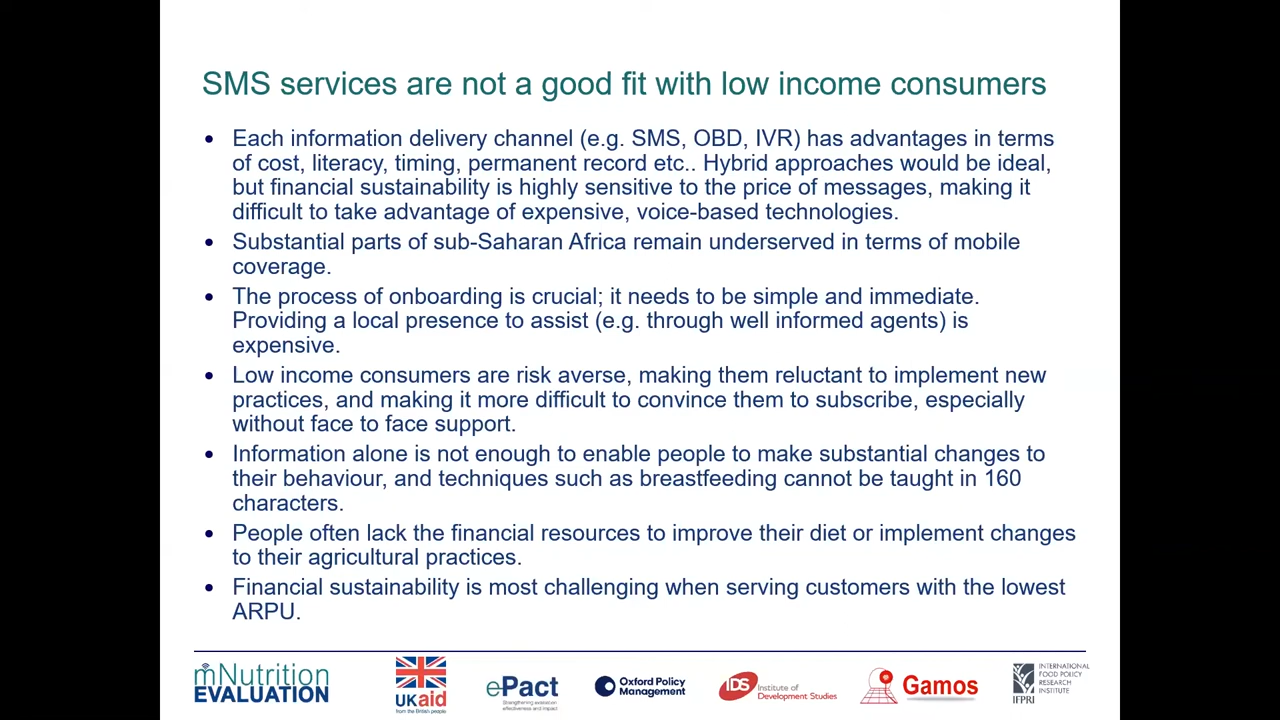 SMS services are not a good fit with low income consumers
• Each information delivery channel (e.g. SMS, OBD, IVR) has advantages in terms
of cost, literacy, timing, permanent record etc.. Hybrid approaches would be ideal,
but financial sustainability is highly sensitive to the price of messages, making it
difficult to take advantage of expensive, voice-based technologies.
• Substantial parts of sub-Saharan Africa remain underserved in terms of mobile
coverage.
• The process of onboarding is crucial; it needs to be simple and immediate.
Providing a local presence to assist (e.g. through well informed agents) is
expensive.
• Low income consumers are risk averse, making them reluctant to implement new
practices, and making it more difficult to convince them to subscribe, especially
without face to face support.
• Information alone is not enough to enable people to make substantial changes to
their behaviour, and techniques such as breastfeeding cannot be taught in 160
characters.
• People often lack the financial resources to improve their diet or implement changes
to their agricultural practices.
• Financial sustainability is most challenging when serving customers with the lowest
ARPU.
mNutrition
EVALUATION
UKaid
from the British people
ePact
Strengthening evaluation
effectiveness and impact
Oxford Policy
Management
IDS
Institute of
Development Studies
Gamos
IFPRI
INTERNATIONAL
FOOD POLICY
RESEARCH
INSTITUTE